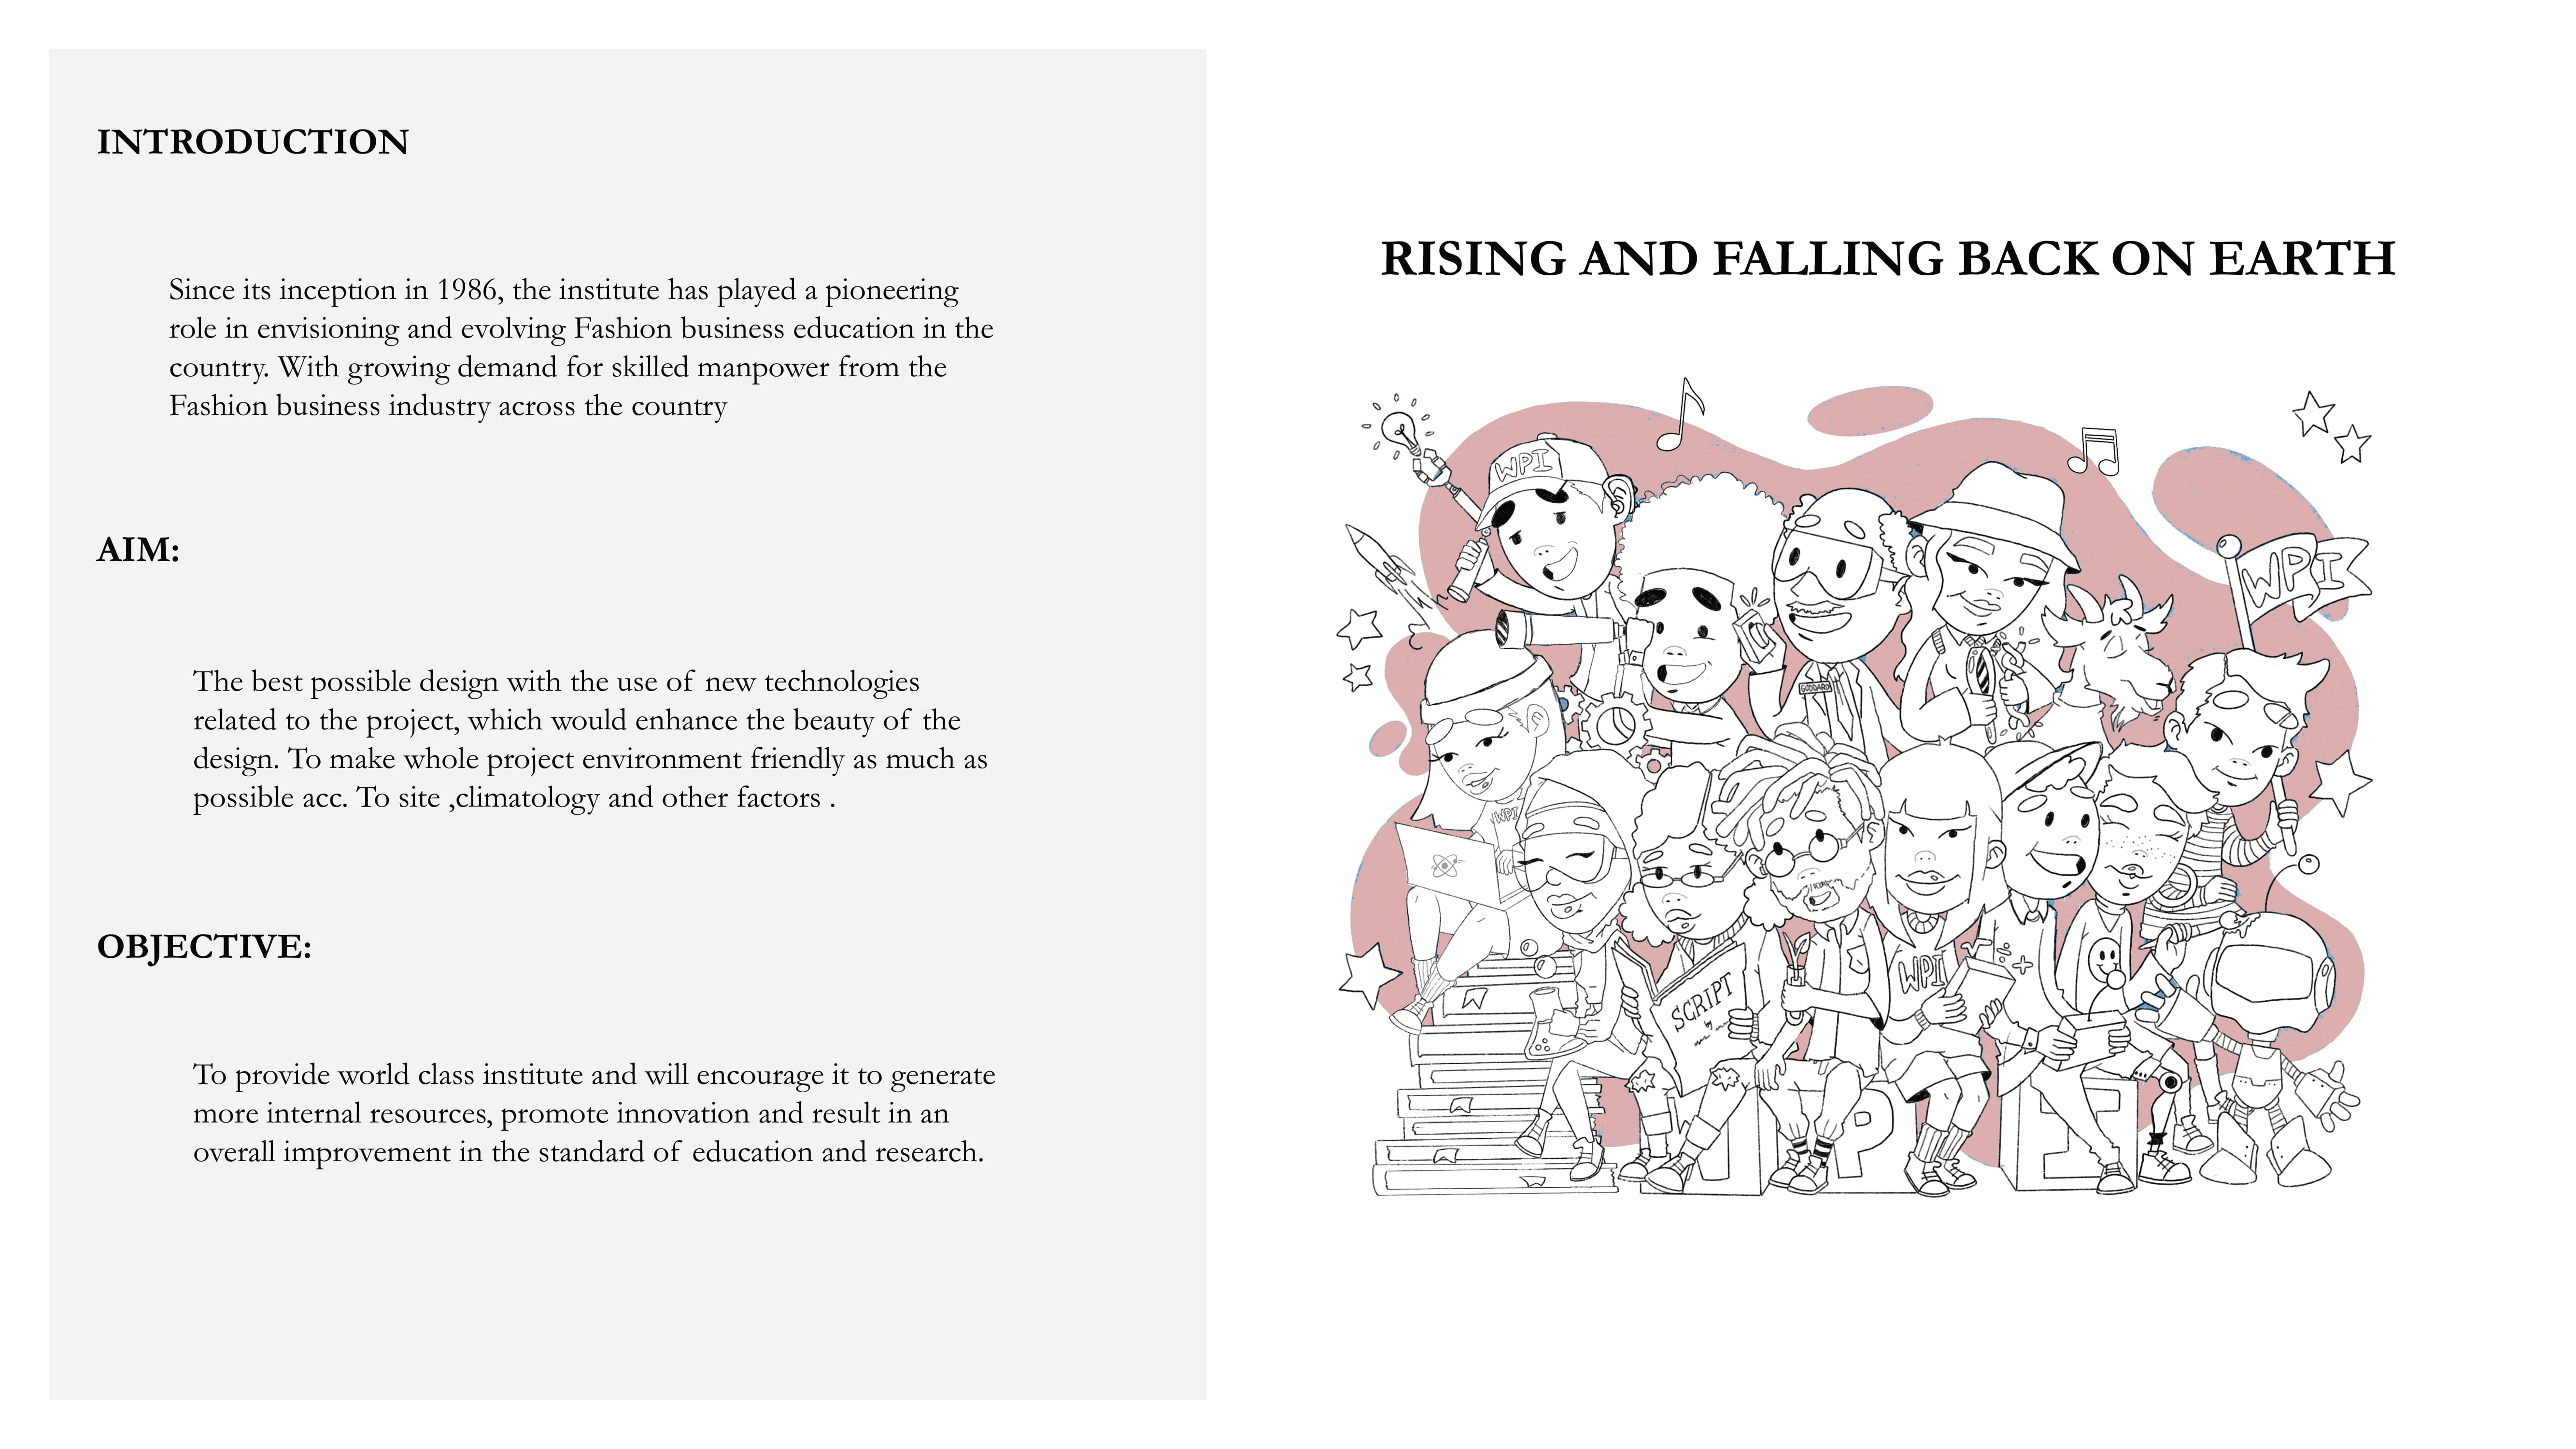 INTRODUCTION
Since its inception in 1986, the institute has played a pioneering
role in envisioning and evolving Fashion business education in the
country. With growing demand for skilled manpower from the
Fashion business industry across the country
AIM:
The best possible design with the use of new technologies
related to the project, which would enhance the beauty of the
design. To make whole project environment friendly as much as
possible acc. To site ,climatology and other factors .
OBJECTIVE:
To provide world class institute and will encourage it to generate
more internal resources, promote innovation and result in an
overall improvement in the standard of education and research.
RISING AND FALLING BACK ON EARTH
WPI
WPI
GODDARD
WPI
SCRIPT
by
WPI
P